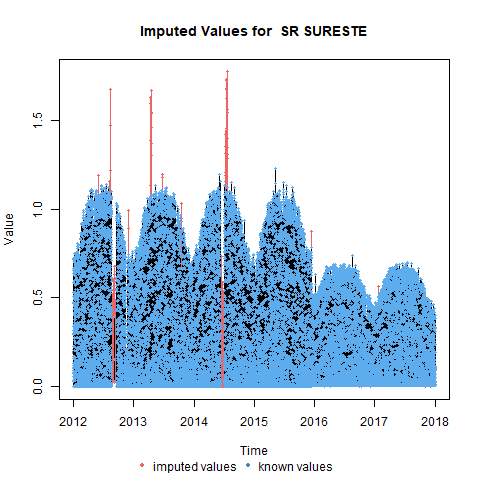 Imputed Values for SR SURESTE
Value
1.5
1.0
0.5
0.0
2012 2013 2014 2015 2016 2017 2018
Time
imputed values known values